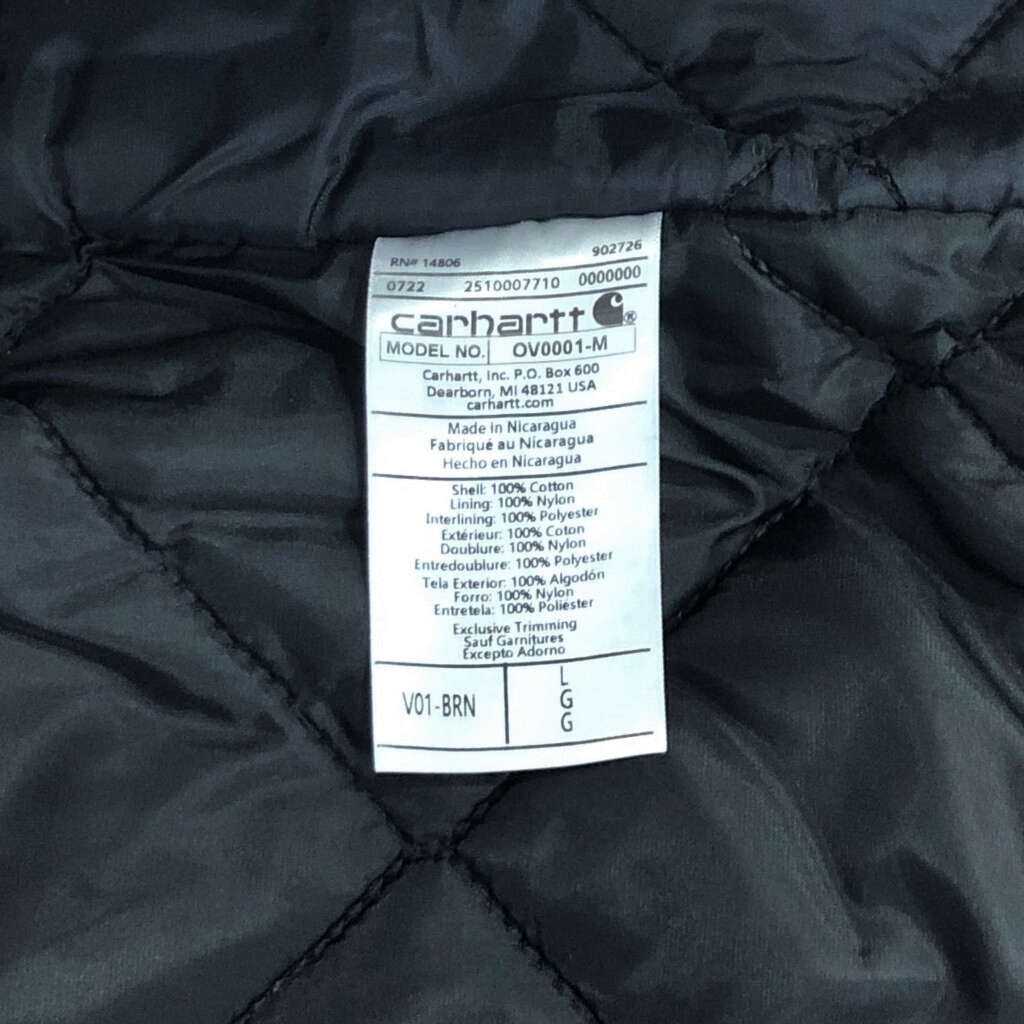 RN# 14806 902726
0722 2510007710 0000000
carhartt ®
MODEL NO. OV0001-M
Carhartt, Inc. P.O. Box 600
Dearborn, MI 48121 USA
carhartt.com
Made in Nicaragua
Fabriqué au Nicaragua
Hecho en Nicaragua
Shell: 100% Cotton
Lining: 100% Nylon
Interlining: 100% Polyester
Extérieur: 100% Coton
Doublure: 100% Nylon
Entredoublure: 100% Polyester
Tela Exterior: 100% Algodón
Forro: 100% Nylon
Entretela: 100% Poliéster
Exclusive Trimming
Sauf Garnitures
Excepto Adorno
V01-BRN L
G
G